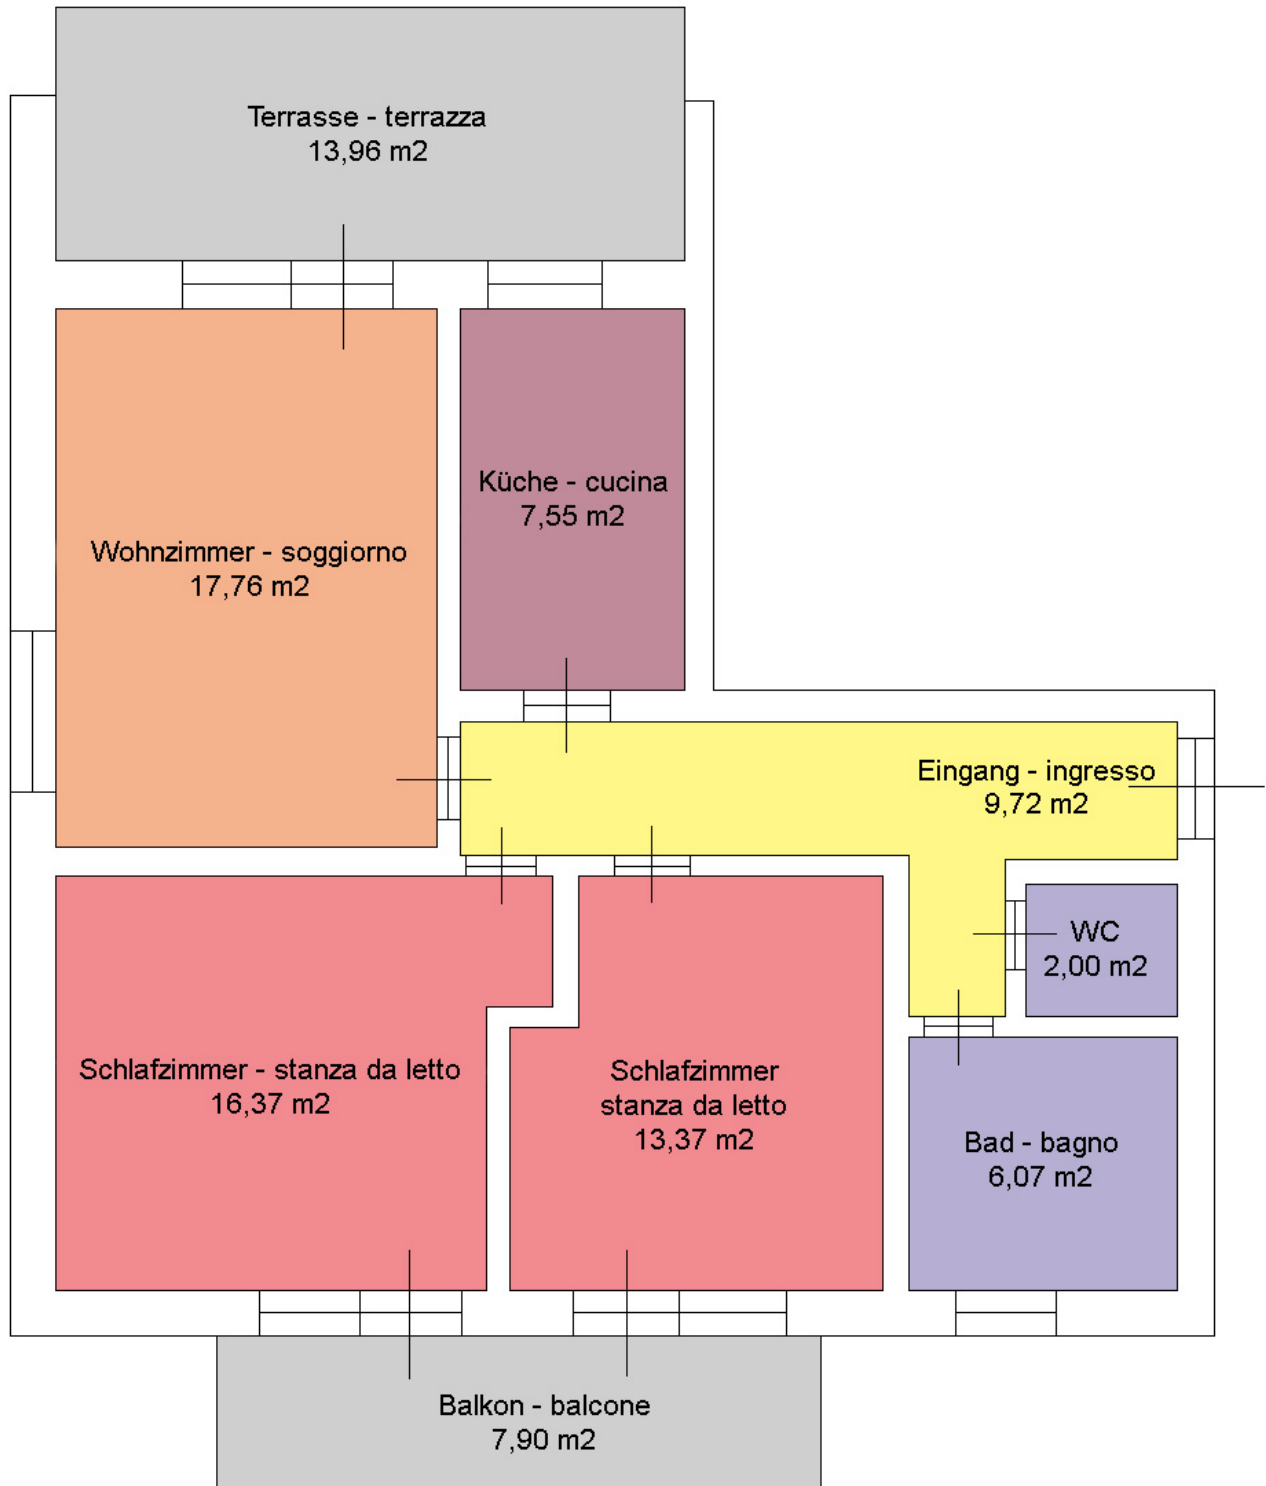 Terrasse - terrazza
13,96 m2
Küche - cucina
7,55 m2
Wohnzimmer - soggiorno
17,76 m2
Eingang - ingresso
9,72 m2
WC
2,00 m2
Schlafzimmer - stanza da letto
16,37 m2
Schlafzimmer
stanza da letto
13,37 m2
Bad - bagno
6,07 m2
Balkon - balcone
7,90 m2